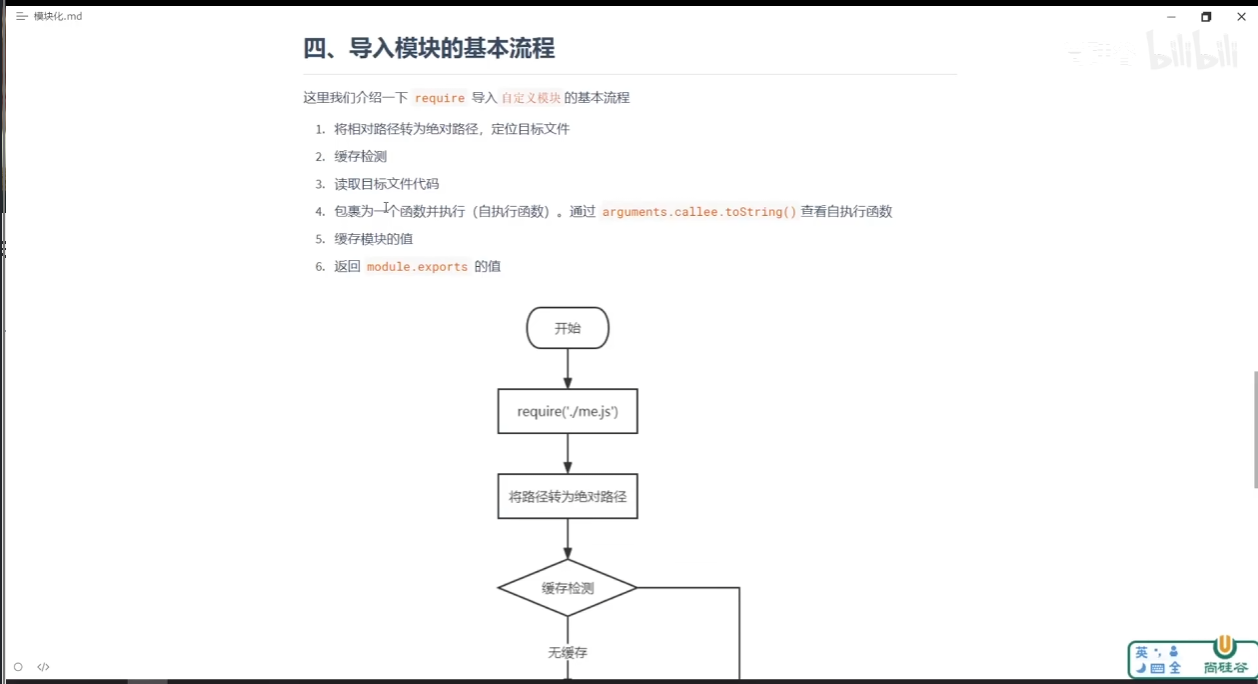 模块化.md
四、导入模块的基本流程
bilibili
这里我们介绍一下 require 导入 自定义模块 的基本流程
1. 将相对路径转为绝对路径，定位目标文件
2. 缓存检测
3. 读取目标文件代码
4. 包裹为一个函数并执行（自执行函数）。通过 arguments.callee.toString() 查看自执行函数
5. 缓存模块的值
6. 返回 module.exports 的值
开始
require('./me.js')
将路径转为绝对路径
缓存检测
无缓存
英
全
尚硅谷